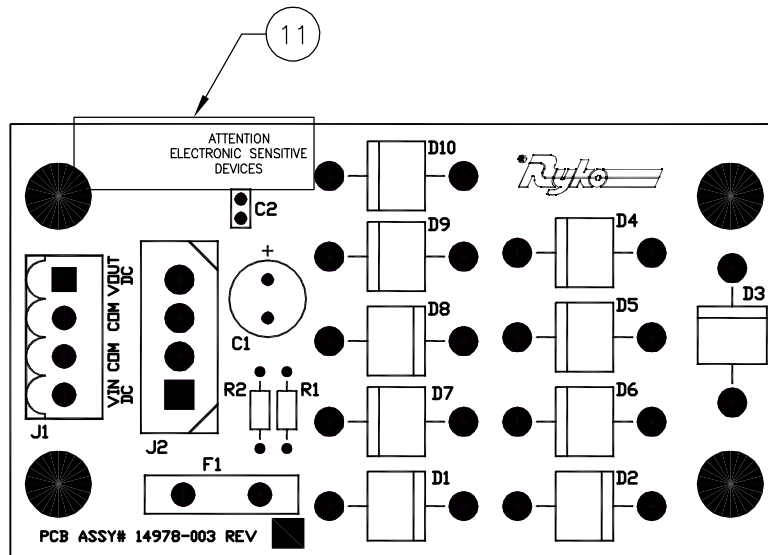 11
ATTENTION
ELECTRONIC SENSITIVE
DEVICES
D10
Ryko
C2
D9
D4
+
VOUT
DC
COM
COM
VIN
DC
D3
D8
D5
C1
R2
R1
D7
D6
J1
J2
F1
D1
D2
PCB ASSY# 14978-003 REV